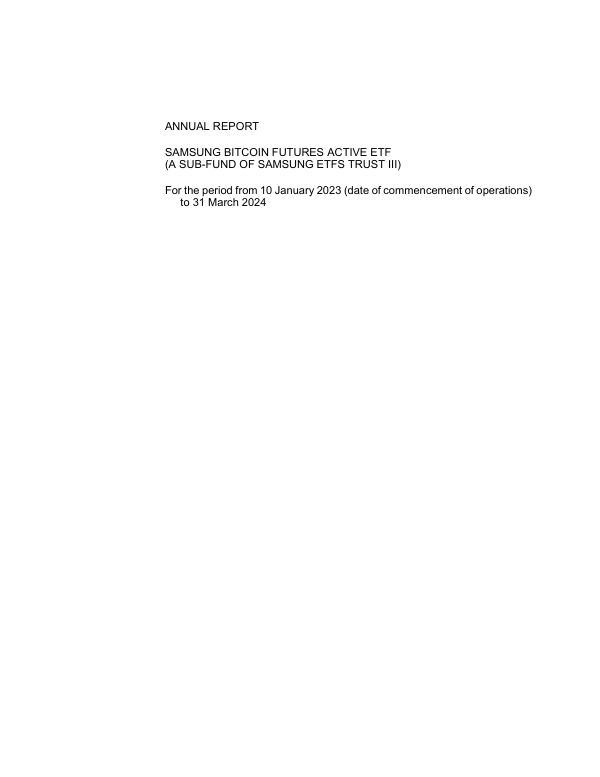 ANNUAL REPORT
SAMSUNG BITCOIN FUTURES ACTIVE ETF
(A SUB-FUND OF SAMSUNG ETFS TRUST III)
For the period from 10 January 2023 (date of commencement of operations)
to 31 March 2024